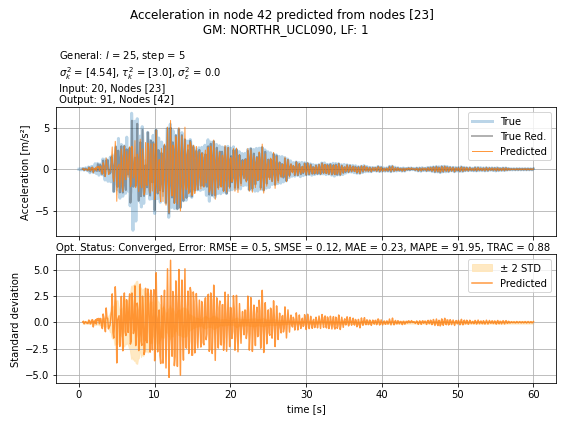 Acceleration in node 42 predicted from nodes [23]
GM: NORTHR_UCL090, LF: 1
General: l = 25, step = 5
σ²ₖ = [4.54], τ²ₖ = [3.0], σ²ε = 0.0
Input: 20, Nodes [23]
Output: 91, Nodes [42]
Acceleration [m/s²]
5
0
−5
True
True Red.
Predicted
Opt. Status: Converged, Error: RMSE = 0.5, SMSE = 0.12, MAE = 0.23, MAPE = 91.95, TRAC = 0.88
Standard deviation
5.0
2.5
0.0
−2.5
−5.0
± 2 STD
Predicted
0 10 20 30 40 50 60
time [s]